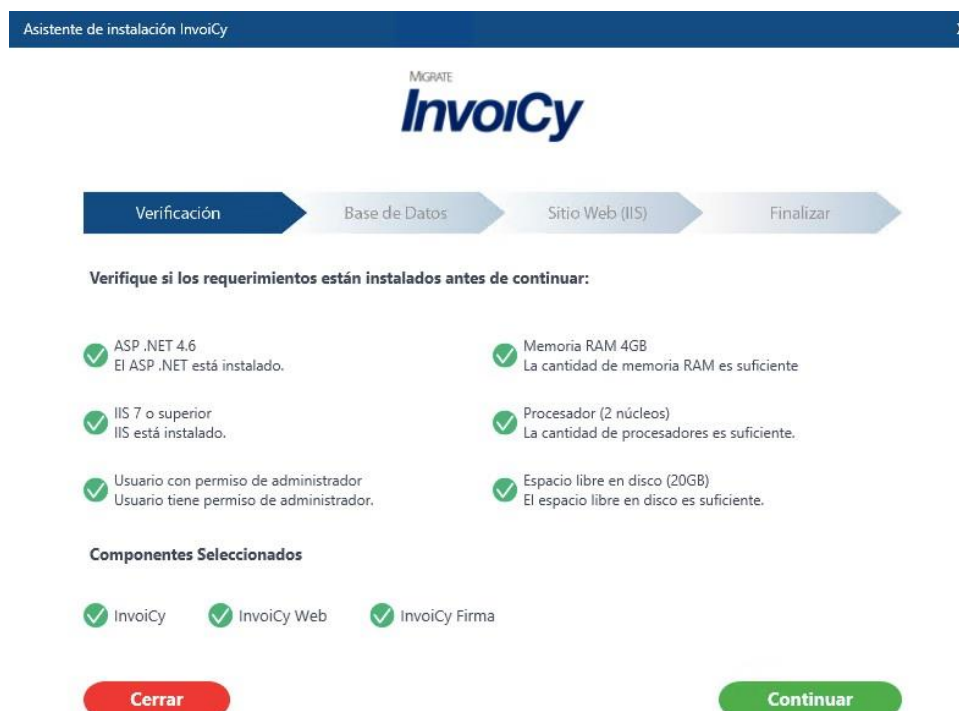 Asistente de instalación InvoiCy
MIGRATE
InvoiCy
Verificación
Base de Datos
Sitio Web (IIS)
Finalizar
Verifique si los requerimientos están instalados antes de continuar:
ASP .NET 4.6
El ASP .NET está instalado.
Memoria RAM 4GB
La cantidad de memoria RAM es suficiente
IIS 7 o superior
IIS está instalado.
Procesador (2 núcleos)
La cantidad de procesadores es suficiente.
Usuario con permiso de administrador
Usuario tiene permiso de administrador.
Espacio libre en disco (20GB)
El espacio libre en disco es suficiente.
Componentes Seleccionados
InvoiCy
InvoiCy Web
InvoiCy Firma
Cerrar
Continuar